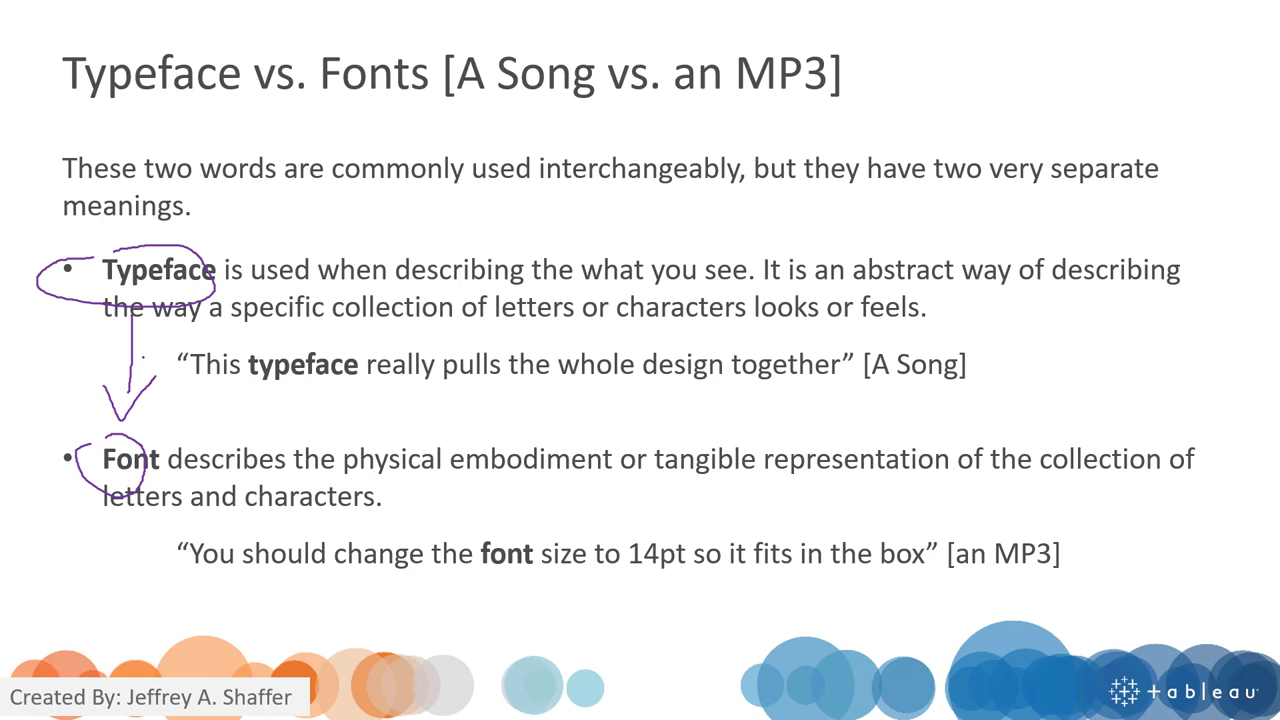 Typeface vs. Fonts [A Song vs. an MP3]
These two words are commonly used interchangeably, but they have two very separate
meanings.
• Typeface is used when describing the what you see. It is an abstract way of describing
the way a specific collection of letters or characters looks or feels.
“This typeface really pulls the whole design together” [A Song]
• Font describes the physical embodiment or tangible representation of the collection of
letters and characters.
“You should change the font size to 14pt so it fits in the box” [an MP3]
Created By: Jeffrey A. Shaffer
tableau